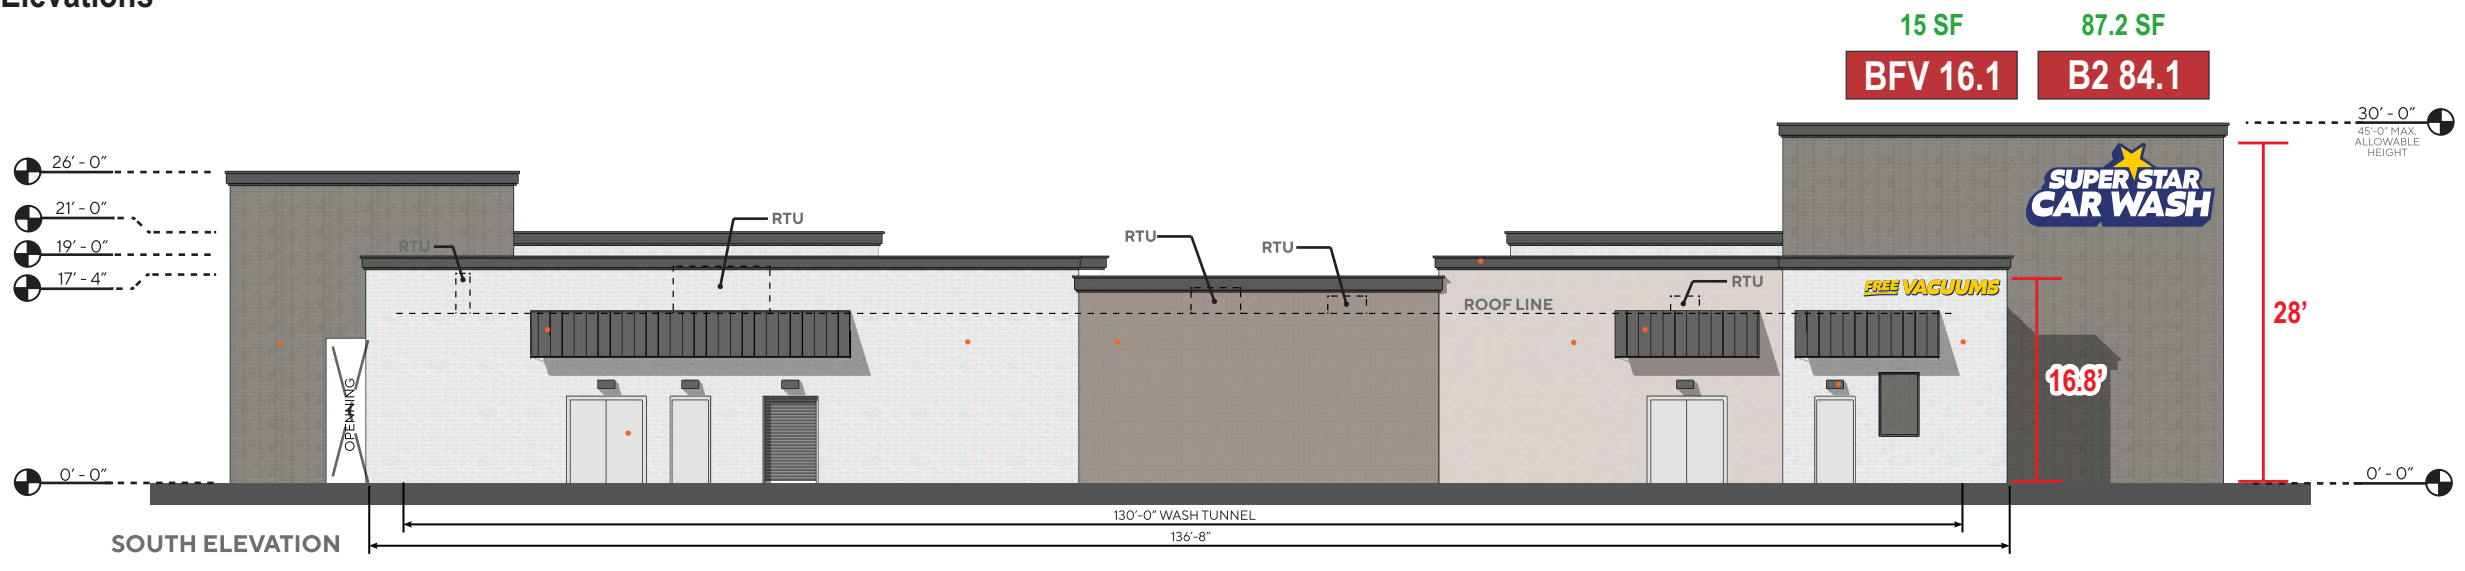 Elevations
15 SF
87.2 SF
BFV 16.1
B2 84.1
30' - 0"
45'-0" MAX.
ALLOWABLE
HEIGHT
26' - 0"
21' - 0"
19' - 0"
17' - 4"
RTU
RTU
RTU
RTU
RTU
ROOF LINE
SUPER STAR
CAR WASH
FREE VACUUMS
28'
16.8'
OPENNING
0' - 0"
0' - 0"
130'-0" WASH TUNNEL
136'-8"
SOUTH ELEVATION